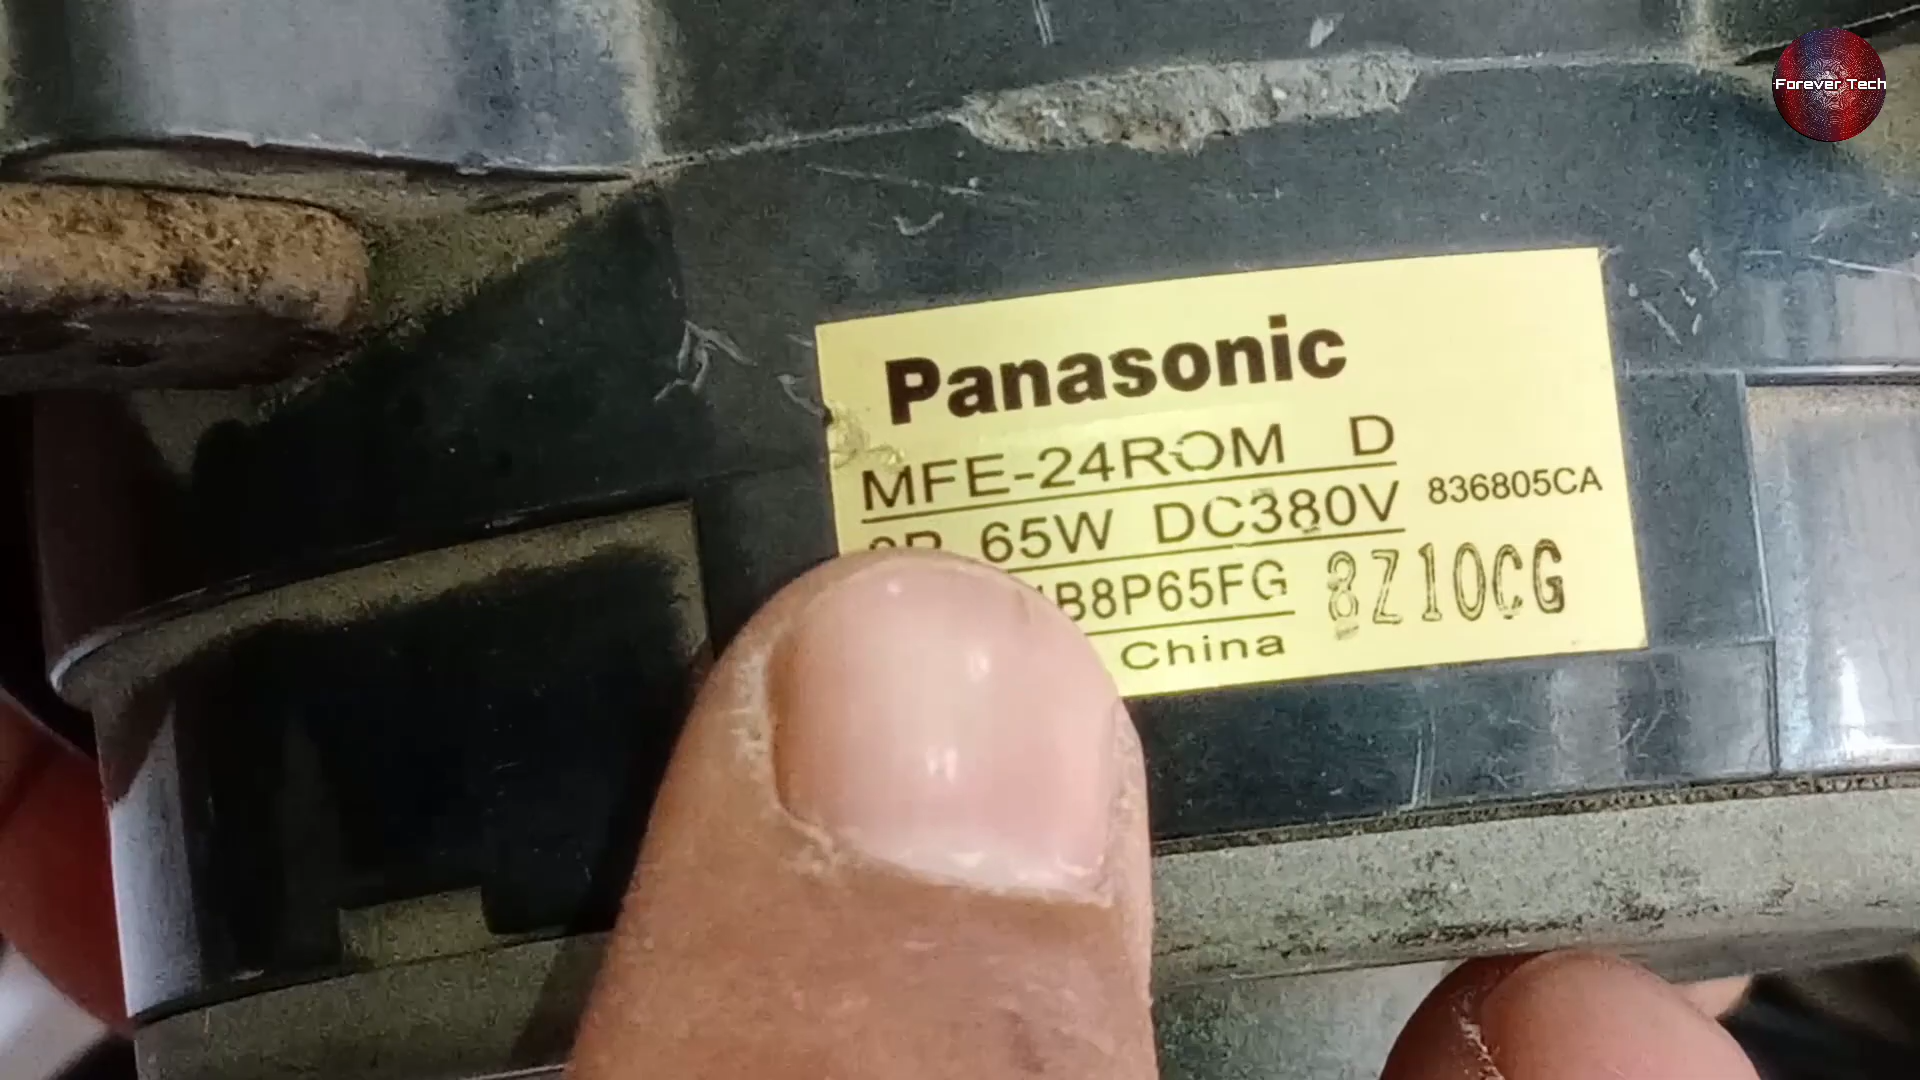 Forever Tech
Panasonic
MFE-24ROM D
65W DC380V 836805CA
B8P65FG 8Z10CG
China